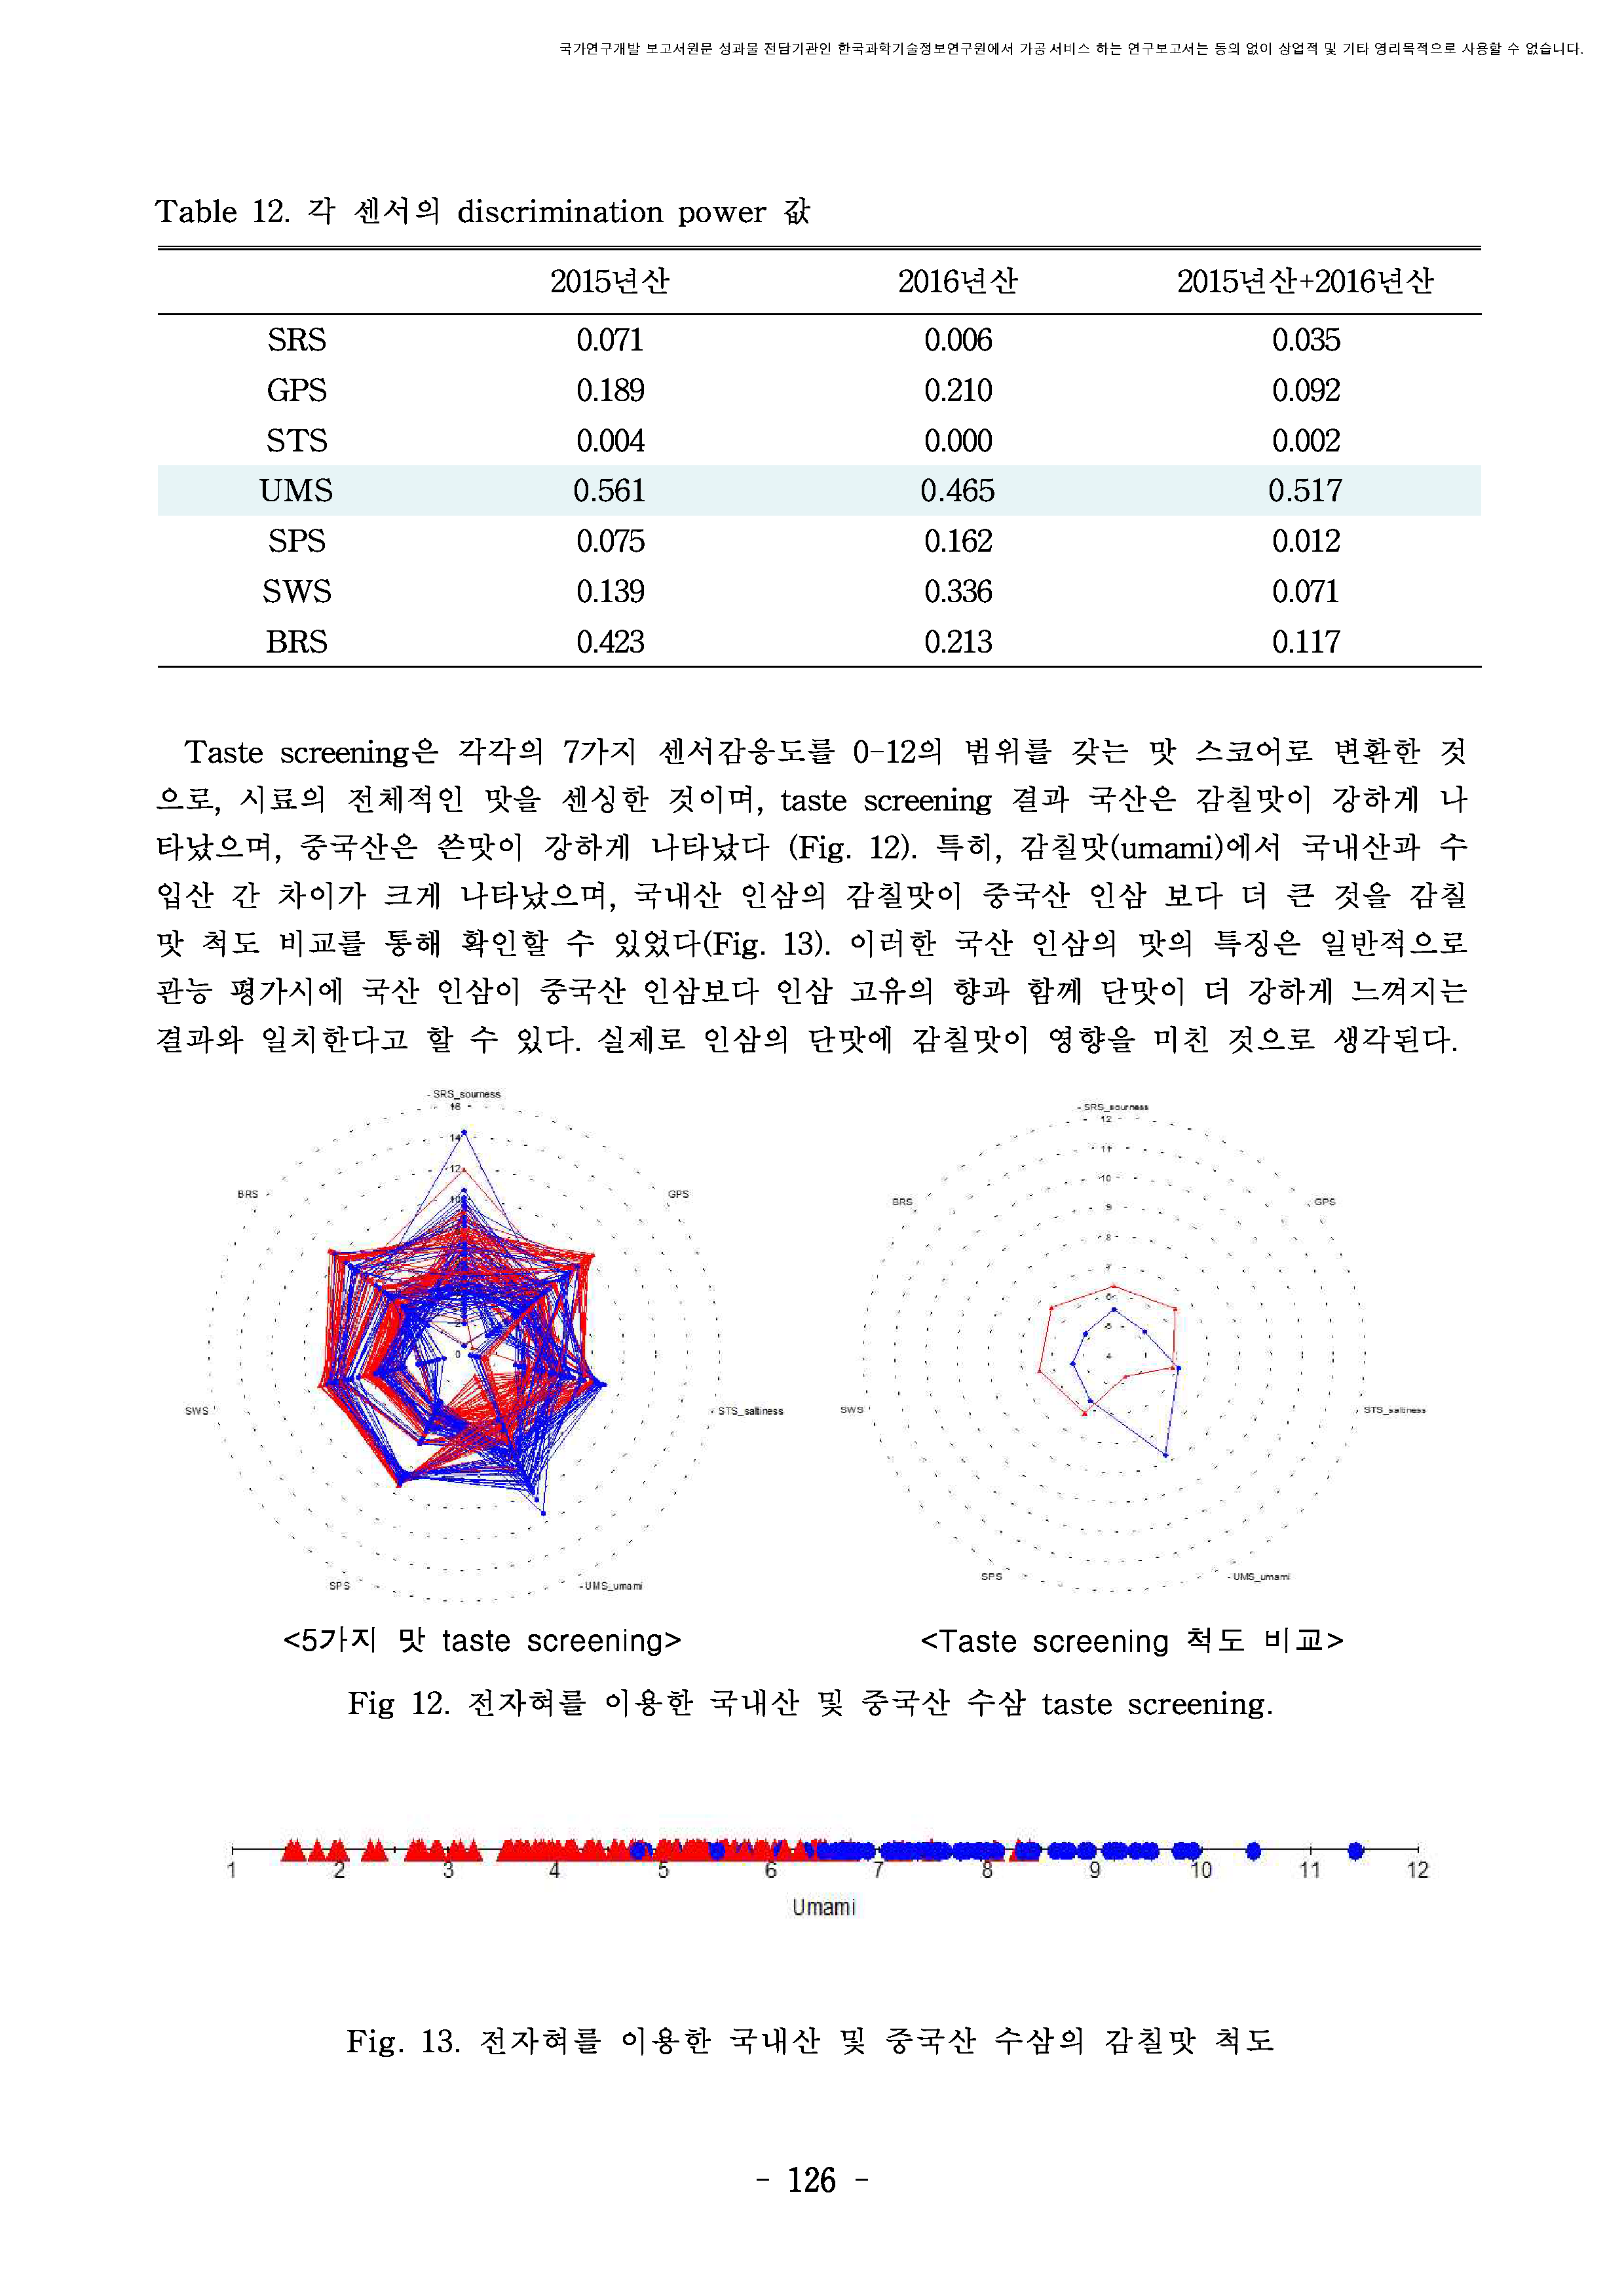 국가연구개발 보고서원문 성과물 전담기관인 한국과학기술정보연구원에서 가공·서비스 하는 연구보고서는 동의 없이 상업적 및 기타 영리목적으로 사용할 수 없습니다.
Table 12. 각 센서의 discrimination power 값
2015년산 2016년산 2015년산+2016년산
SRS 0.071 0.006 0.035
GPS 0.189 0.210 0.092
STS 0.004 0.000 0.002
UMS 0.561 0.465 0.517
SPS 0.075 0.162 0.012
SWS 0.139 0.336 0.071
BRS 0.423 0.213 0.117
Taste screening은 각각의 7가지 센서감응도를 0-12의 범위를 갖는 맛 스코어로 변환한 것
으로, 시료의 전체적인 맛을 센싱한 것이며, taste screening 결과 국산은 감칠맛이 강하게 나
타났으며, 중국산은 쓴맛이 강하게 나타났다 (Fig. 12). 특히, 감칠맛(umami)에서 국내산과 수
입산 간 차이가 크게 나타났으며, 국내산 인삼의 감칠맛이 중국산 인삼 보다 더 큰 것을 감칠
맛 척도 비교를 통해 확인할 수 있었다(Fig. 13). 이러한 국산 인삼의 맛의 특징은 일반적으로
관능 평가시에 국산 인삼이 중국산 인삼보다 인삼 고유의 향과 함께 단맛이 더 강하게 느껴지는
결과와 일치한다고 할 수 있다. 실제로 인삼의 단맛에 감칠맛이 영향을 미친 것으로 생각된다.
SRS_sourness
16
14
12
10
2
0
BRS
GPS
SWS
STS_saltiness
SPS
UMS_umami
SRS_sourness
12
11
10
9
8
7
6
5
4
BRS
GPS
SWS
STS_saltiness
SPS
UMS_umami
<5가지 맛 taste screening> <Taste screening 척도 비교>
Fig 12. 전자혀를 이용한 국내산 및 중국산 수삼 taste screening.
1 2 3 4 5 6 7 8 9 10 11 12
Umami
Fig. 13. 전자혀를 이용한 국내산 및 중국산 수삼의 감칠맛 척도
- 126 -